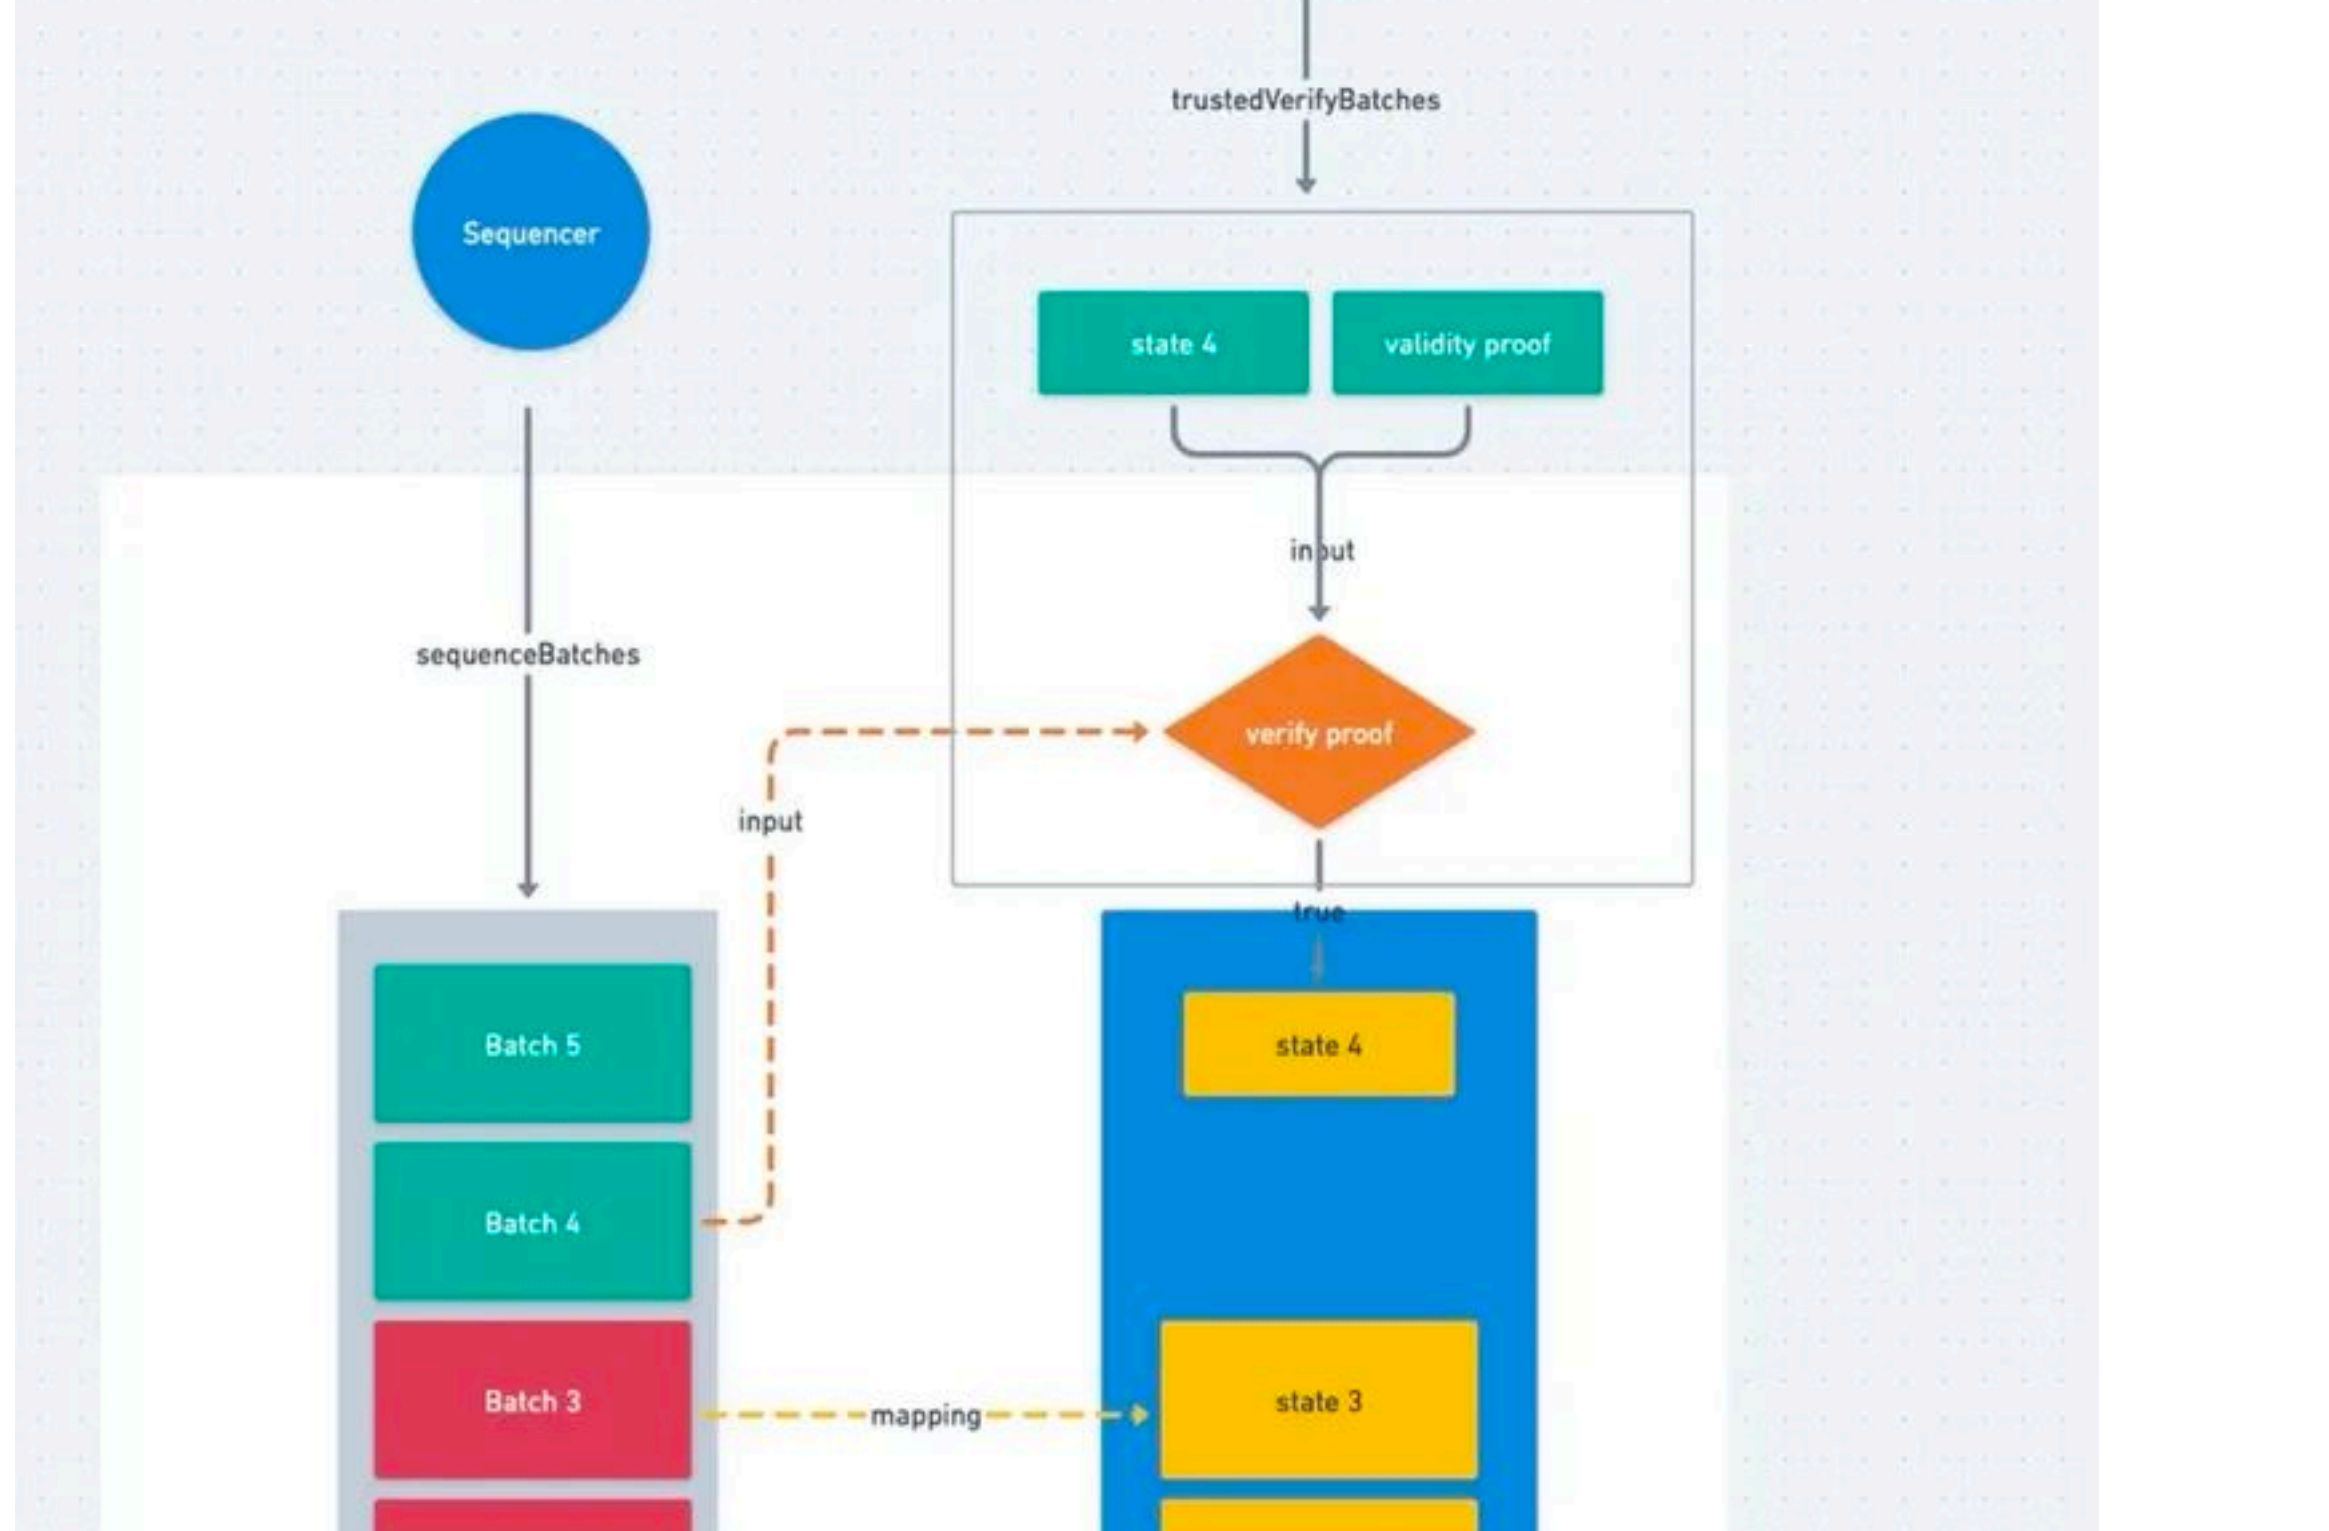 trustedVerifyBatches
Sequencer
state 4
validity proof
input
sequenceBatches
verify proof
input
true
Batch 5
state 4
Batch 4
Batch 3
mapping
state 3